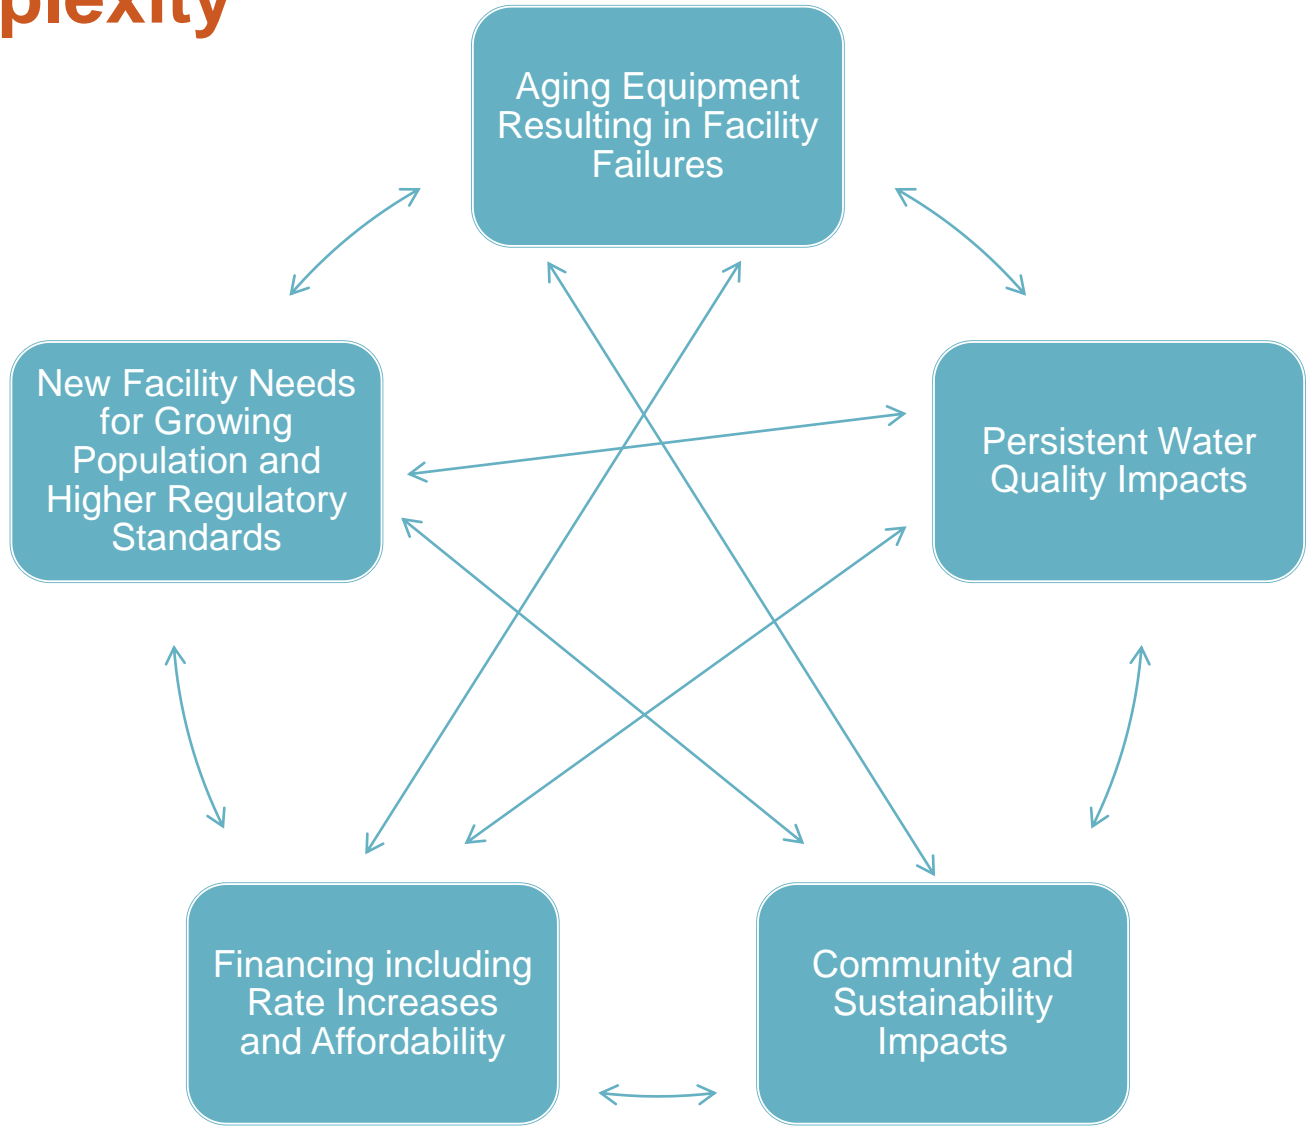 plexity
Aging Equipment
Resulting in Facility
Failures
New Facility Needs
for Growing
Population and
Higher Regulatory
Standards
Persistent Water
Quality Impacts
Financing including
Rate Increases
and Affordability
Community and
Sustainability
Impacts